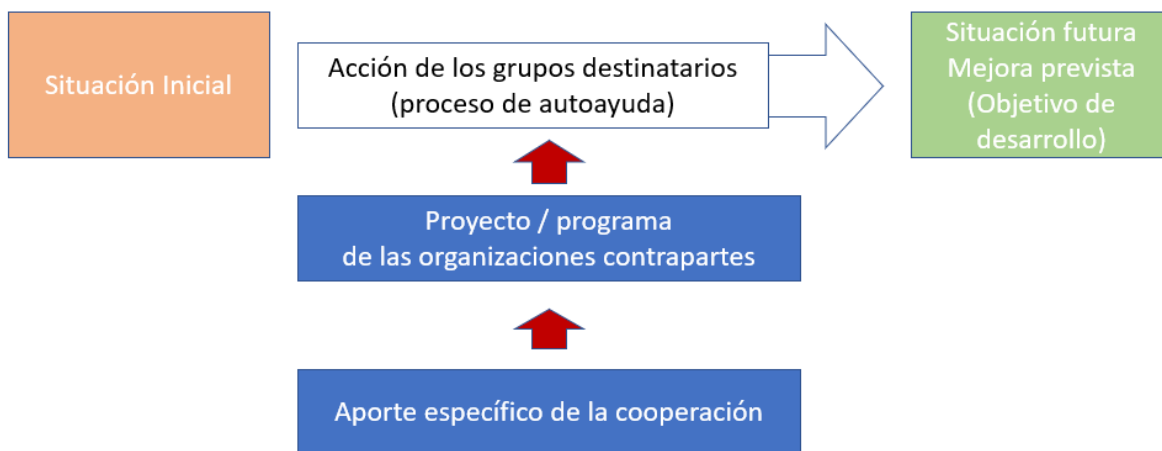 Situación Inicial
Acción de los grupos destinatarios
(proceso de autoayuda)
Situación futura
Mejora prevista
(Objetivo de
desarrollo)
Proyecto / programa
de las organizaciones contrapartes
Aporte específico de la cooperación